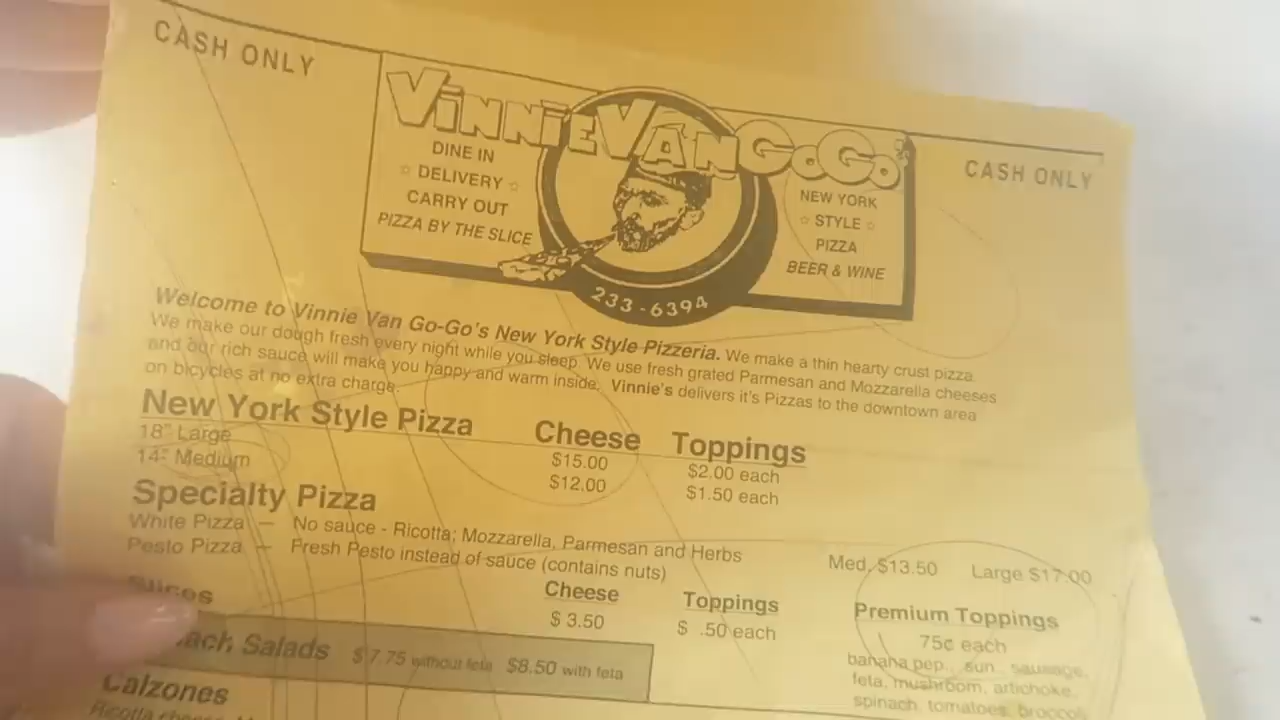 CASH ONLY
VINNIE VAN GOGO'S
CASH ONLY
DINE IN
☆ DELIVERY ☆
CARRY OUT
PIZZA BY THE SLICE
NEW YORK
☆ STYLE ☆
PIZZA
BEER & WINE
233-6394
Welcome to Vinnie Van Go-Go's New York Style Pizzeria. We make a thin hearty crust pizza.
We make our dough fresh every night while you sleep. We use fresh grated Parmesan and Mozzarella cheeses
and our rich sauce will make you happy and warm inside. Vinnie's delivers it's Pizzas to the downtown area
on bicycles at no extra charge.
New York Style Pizza Cheese Toppings
18" Large $15.00 $2.00 each
14" Medium $12.00 $1.50 each
Specialty Pizza
White Pizza — No sauce - Ricotta, Mozzarella, Parmesan and Herbs
Pesto Pizza — Fresh Pesto instead of sauce (contains nuts) Med. $13.50 Large $17.00
Slices Cheese Toppings Premium Toppings
$ 3.50 $ .50 each 75¢ each
Salads $7.75 without feta $8.50 with feta
banana pep., sun., sausage,
feta, mushroom, artichoke,
spinach, tomatoes, broccoli
Calzones
Ricotta